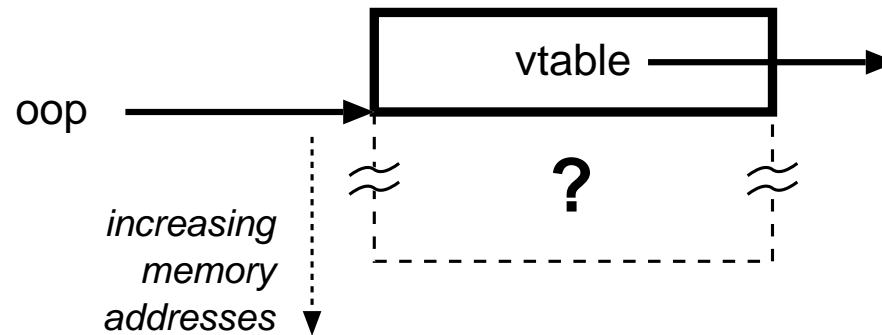 vtable
oop
?
increasing
memory
addresses